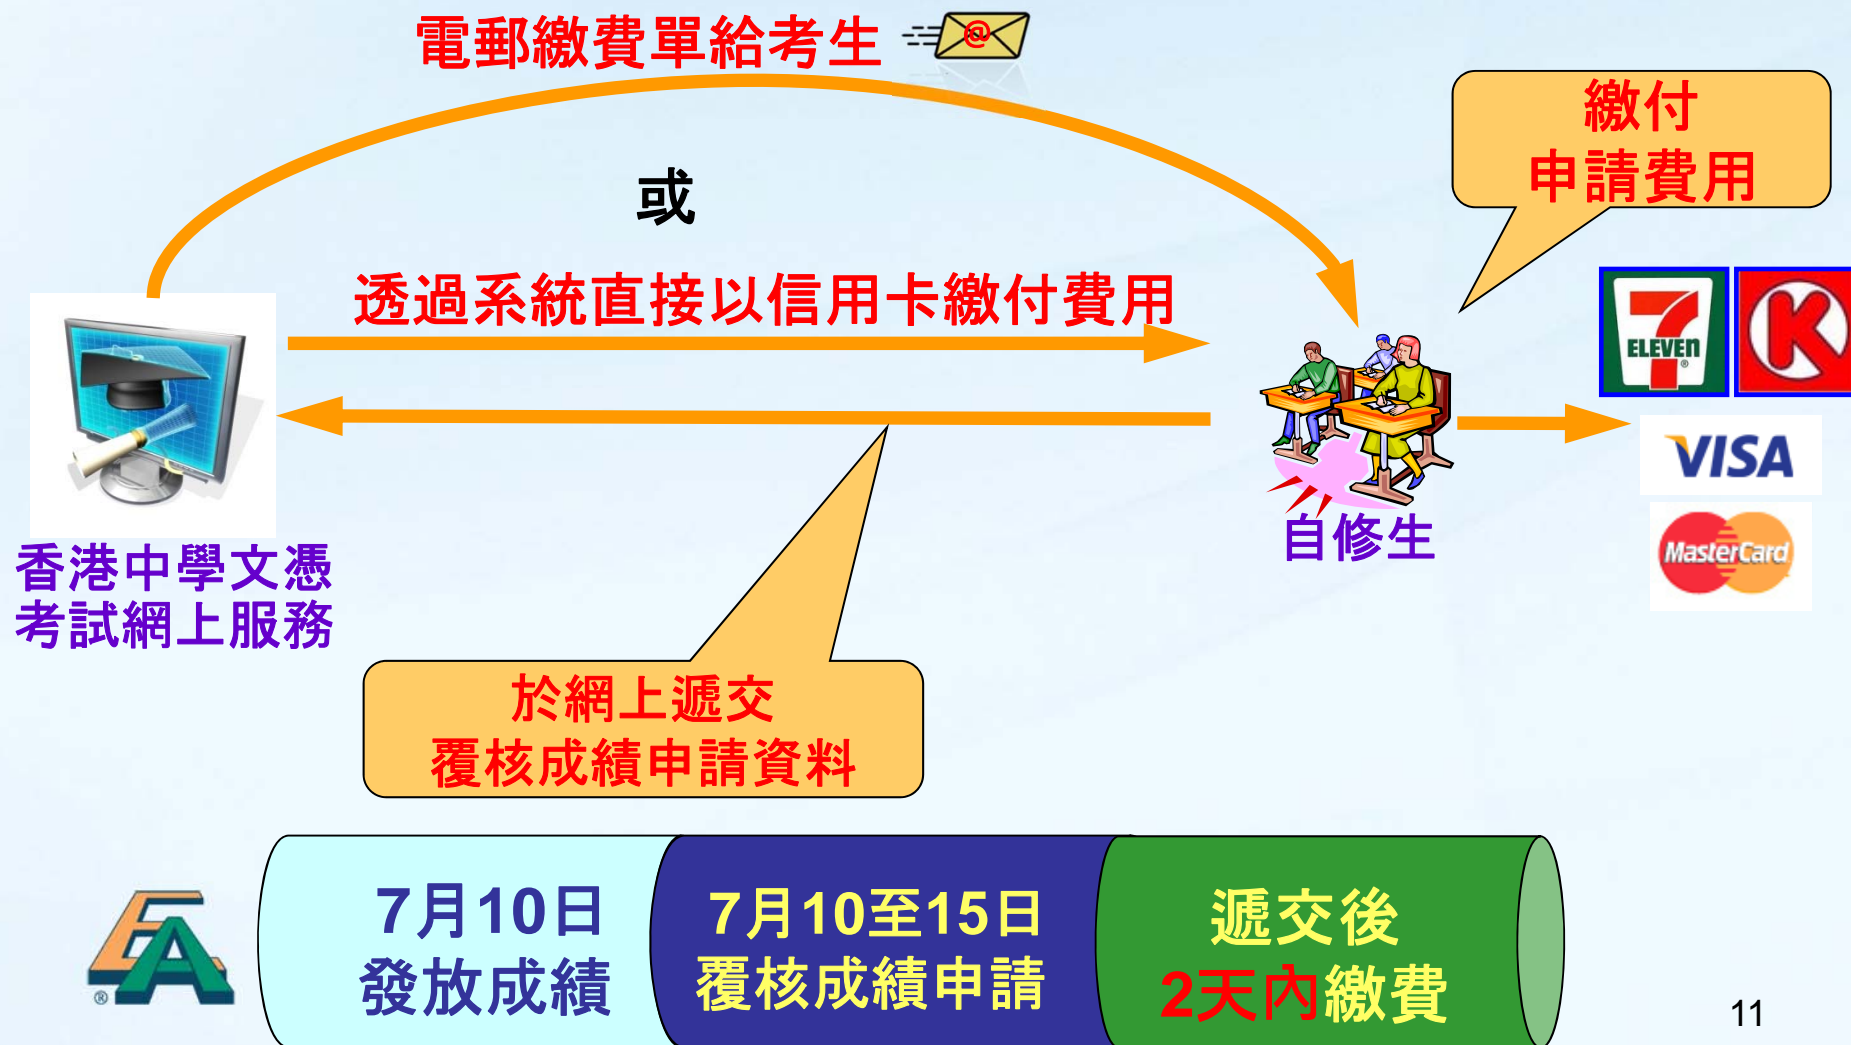 電郵繳費單給考生
@
或
透過系統直接以信用卡繳付費用
繳付
申請費用
7
ELEVEN
®
K
VISA
MasterCard
自修生
香港中學文憑
考試網上服務
於網上遞交
覆核成績申請資料
EA
®
7月10日
發放成績
7月10至15日
覆核成績申請
遞交後
2天內繳費
11